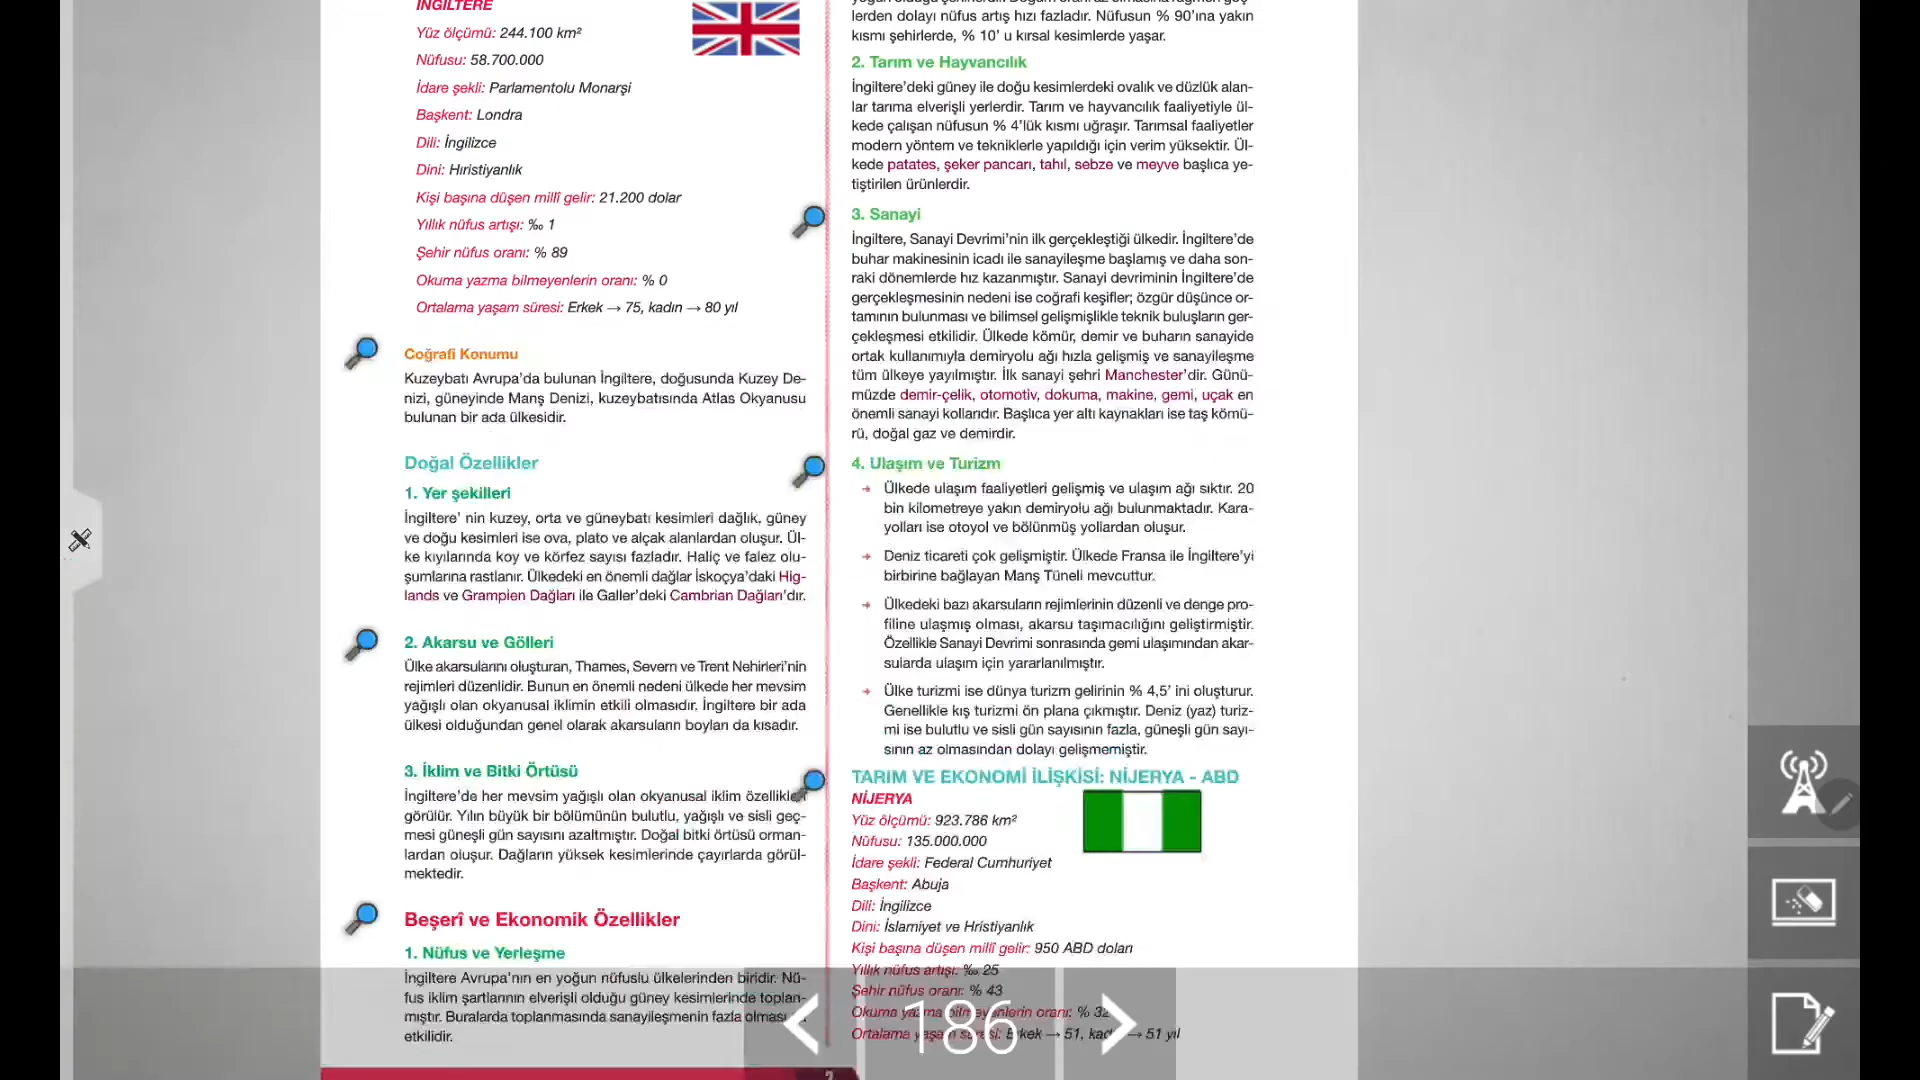 İNGİLTERE
Yüz ölçümü: 244.100 km²
Nüfusu: 58.700.000
İdare şekli: Parlamentolu Monarşi
Başkent: Londra
Dili: İngilizce
Dini: Hıristiyanlık
Kişi başına düşen millî gelir: 21.200 dolar
Yıllık nüfus artışı: ‰ 1
Şehir nüfus oranı: % 89
Okuma yazma bilmeyenlerin oranı: % 0
Ortalama yaşam süresi: Erkek → 75, kadın → 80 yıl
Coğrafi Konumu
Kuzeybatı Avrupa'da bulunan İngiltere, doğusunda Kuzey De-
nizi, güneyinde Manş Denizi, kuzeybatısında Atlas Okyanusu
bulunan bir ada ülkesidir.
Doğal Özellikler
1. Yer şekilleri
İngiltere' nin kuzey, orta ve güneybatı kesimleri dağlık, güney
ve doğu kesimleri ise ova, plato ve alçak alanlardan oluşur. Ül-
ke kıyılarında koy ve körfez sayısı fazladır. Haliç ve falez olu-
şumlarına rastlanır. Ülkedeki en önemli dağlar İskoçya'daki Hig-
lands ve Grampien Dağları ile Galler'deki Cambrian Dağları'dır.
2. Akarsu ve Gölleri
Ülke akarsularını oluşturan, Thames, Severn ve Trent Nehirleri'nin
rejimleri düzenlidir. Bunun en önemli nedeni ülkede her mevsim
yağışlı olan okyanusal iklimin etkili olmasıdır. İngiltere bir ada
ülkesi olduğundan genel olarak akarsuların boyları da kısadır.
3. İklim ve Bitki Örtüsü
İngiltere'de her mevsim yağışlı olan okyanusal iklim özellikleri
görülür. Yılın büyük bir bölümünün bulutlu, yağışlı ve sisli geç-
mesi güneşli gün sayısını azaltmıştır. Doğal bitki örtüsü orman-
lardan oluşur. Dağların yüksek kesimlerinde çayırlarda görül-
mektedir.
Beşerî ve Ekonomik Özellikler
1. Nüfus ve Yerleşme
İngiltere Avrupa'nın en yoğun nüfuslu ülkelerinden biridir. Nü-
fus iklim şartlarının elverişli olduğu güney kesimlerinde toplan-
mıştır. Buralarda toplanmasında sanayileşmenin fazla olması
etkilidir.
lerden dolayı nüfus artış hızı fazladır. Nüfusun % 90'ına yakın
kısmı şehirlerde, % 10' u kırsal kesimlerde yaşar.
2. Tarım ve Hayvancılık
İngiltere'deki güney ile doğu kesimlerdeki ovalık ve düzlük alan-
lar tarıma elverişli yerlerdir. Tarım ve hayvancılık faaliyetiyle ül-
kede çalışan nüfusun % 4'lük kısmı uğraşır. Tarımsal faaliyetler
modern yöntem ve tekniklerle yapıldığı için verim yüksektir. Ül-
kede patates, şeker pancarı, tahıl, sebze ve meyve başlıca ye-
tiştirilen ürünlerdir.
3. Sanayi
İngiltere, Sanayi Devrimi'nin ilk gerçekleştiği ülkedir. İngiltere'de
buhar makinesinin icadı ile sanayileşme başlamış ve daha son-
raki dönemlerde hız kazanmıştır. Sanayi devriminin İngiltere'de
gerçekleşmesinin nedeni ise coğrafi keşifler; özgür düşünce or-
tamının bulunması ve bilimsel gelişmişlikle teknik buluşların ger-
çekleşmesi etkilidir. Ülkede kömür, demir ve buharın sanayide
ortak kullanımıyla demiryolu ağı hızla gelişmiş ve sanayileşme
tüm ülkeye yayılmıştır. İlk sanayi şehri Manchester'dir. Günü-
müzde demir-çelik, otomotiv, dokuma, makine, gemi, uçak en
önemli sanayi kollarıdır. Başlıca yer altı kaynakları ise taş kömü-
rü, doğal gaz ve demirdir.
4. Ulaşım ve Turizm
→ Ülkede ulaşım faaliyetleri gelişmiş ve ulaşım ağı sıktır. 20
bin kilometreye yakın demiryolu ağı bulunmaktadır. Kara-
yolları ise otoyol ve bölünmüş yollardan oluşur.
→ Deniz ticareti çok gelişmiştir. Ülkede Fransa ile İngiltere'yi
birbirine bağlayan Manş Tüneli mevcuttur.
→ Ülkedeki bazı akarsuların rejimlerinin düzenli ve denge pro-
filine ulaşmış olması, akarsu taşımacılığını geliştirmiştir.
Özellikle Sanayi Devrimi sonrasında gemi ulaşımından akar-
sularda ulaşım için yararlanılmıştır.
→ Ülke turizmi ise dünya turizm gelirinin % 4,5' ini oluşturur.
Genellikle kış turizmi ön plana çıkmıştır. Deniz (yaz) turiz-
mi ise bulutlu ve sisli gün sayısının fazla, güneşli gün sayı-
sının az olmasından dolayı gelişmemiştir.
TARIM VE EKONOMİ İLİŞKİSİ: NİJERYA - ABD
NİJERYA
Yüz ölçümü: 923.786 km²
Nüfusu: 135.000.000
İdare şekli: Federal Cumhuriyet
Başkent: Abuja
Dili: İngilizce
Dini: İslamiyet ve Hristiyanlık
Kişi başına düşen millî gelir: 950 ABD doları
Yıllık nüfus artışı: ‰ 25
Şehir nüfus oranı: % 43
Okuma yazma bilmeyenlerin oranı: % 32
Ortalama yaşam süresi: Erkek → 51, kadın → 51 yıl
186